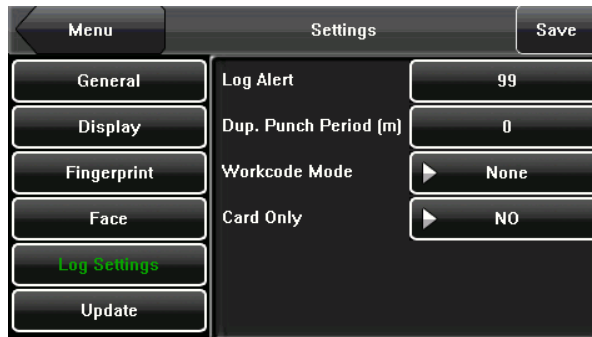 Menu Settings Save
General Log Alert 99
Display Dup. Punch Period (m) 0
Fingerprint Workcode Mode None
Face Card Only NO
Log Settings
Update